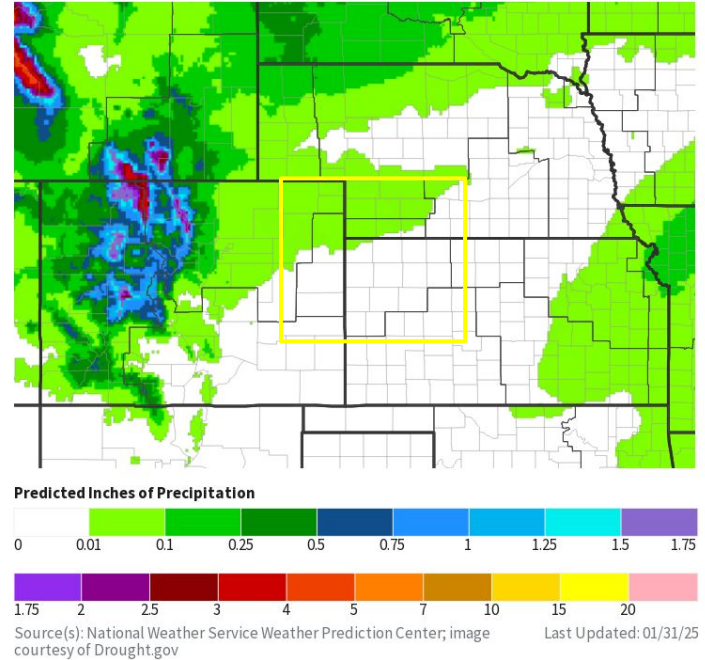 Predicted Inches of Precipitation
0 0.01 0.1 0.25 0.5 0.75 1 1.25 1.5 1.75
1.75 2 2.5 3 4 5 7 10 15 20
Source(s): National Weather Service Weather Prediction Center; image Last Updated: 01/31/25
courtesy of Drought.gov